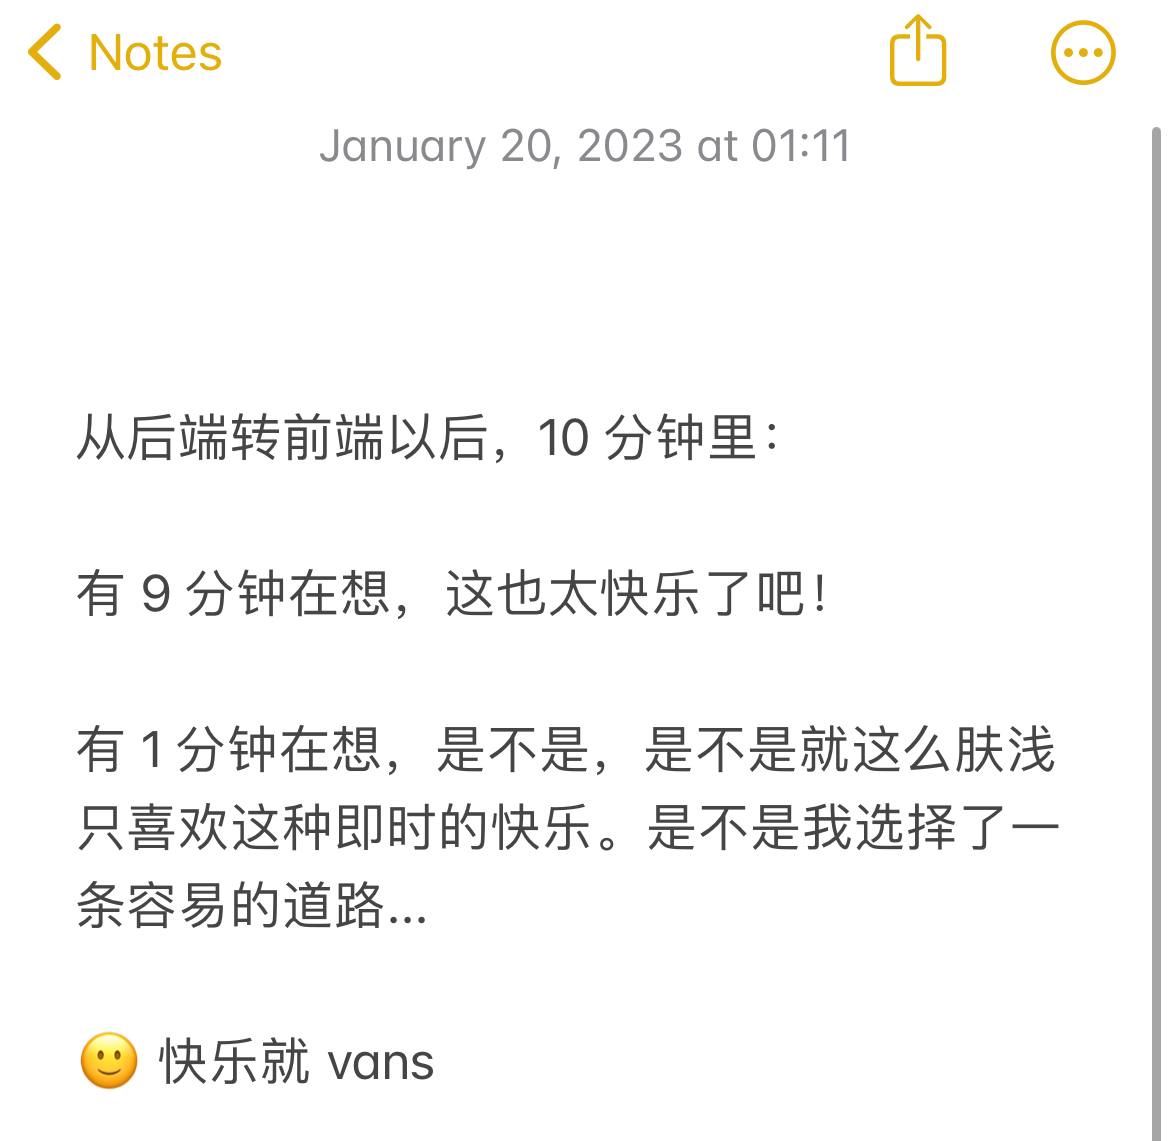 Notes
January 20, 2023 at 01:11
从后端转前端以后，10 分钟里：
有 9 分钟在想，这也太快乐了吧！
有 1 分钟在想，是不是，是不是就这么肤浅
只喜欢这种即时的快乐。是不是我选择了一
条容易的道路...
🙂 快乐就 vans